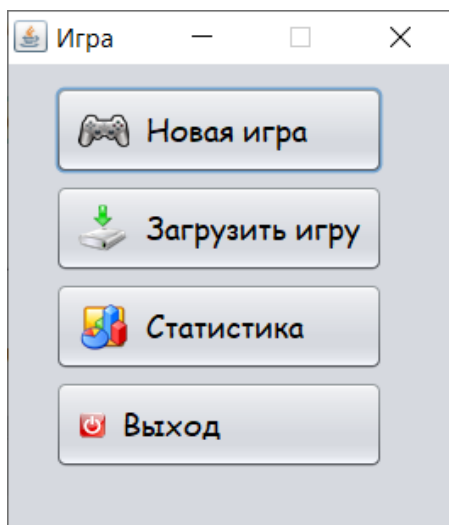 Игра
Новая игра
Загрузить игру
Статистика
Выход